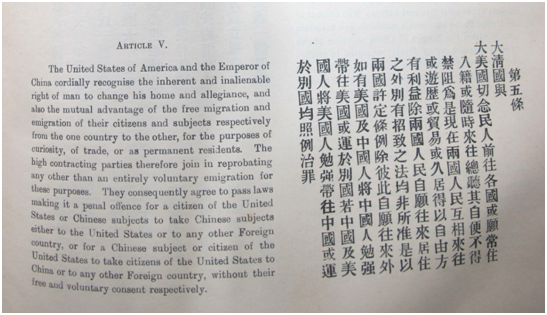 ARTICLE V.
The United States of America and the Emperor of
China cordially recognise the inherent and inalienable
right of man to change his home and allegiance, and
also the mutual advantage of the free migration and
emigration of their citizens and subjects respectively
from the one country to the other, for the purposes of
curiosity, of trade, or as permanent residents. The
high contracting parties therefore join in reprobating
any other than an entirely voluntary emigration for
these purposes. They consequently agree to pass laws
making it a penal offence for a citizen of the United
States or Chinese subjects to take Chinese subjects
either to the United States or to any other Foreign
country, or for a Chinese subject or citizen of the
United States to take citizens of the United States to
China or to any other Foreign country, without their
free and voluntary consent respectively.
第五條
大清國與
大美國切念民人前往各國或願常住
入籍或隨時來往總聽其自便不得
禁阻爲是現在兩國人民互相來往
或遊歷或貿易或久居得以自由方
有利益除兩國人民自願往來居住
之外別有招致之法均非所准是以
兩國許定條例除彼此自願往來外
如有美國及中國人將中國人勉強
帶往美國或運於別國若中國及美
國人將美國人勉強帶往中國或運
於別國均照例治罪